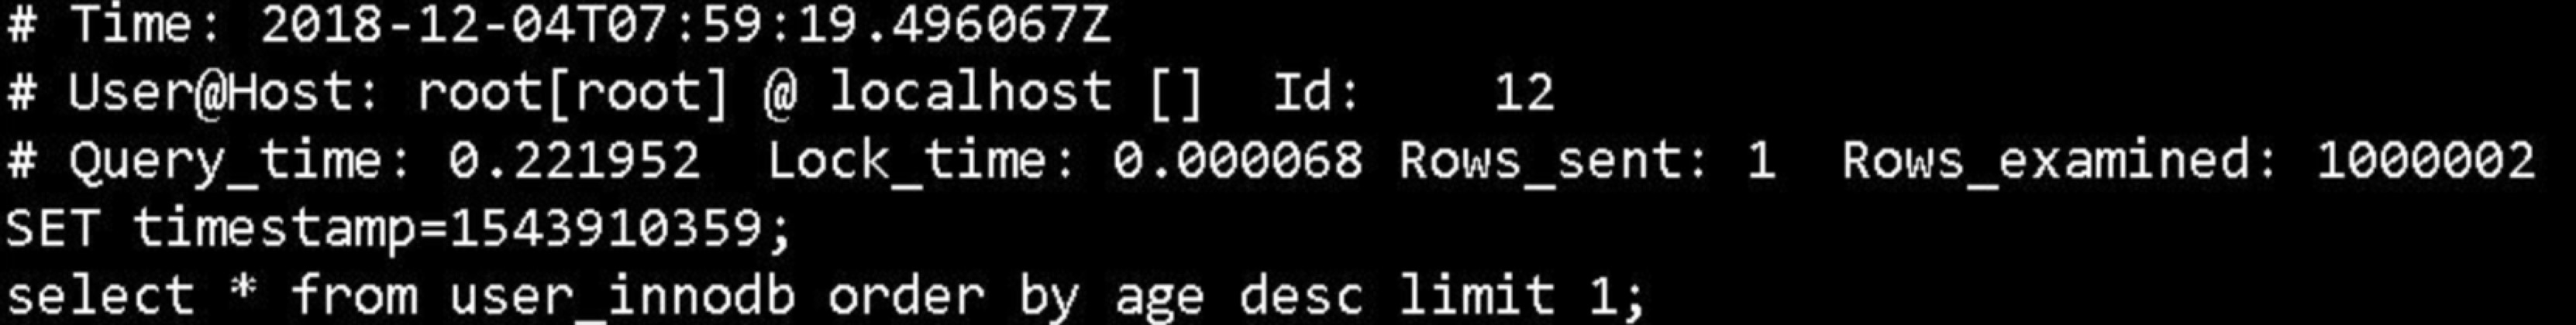 # Time: 2018-12-04T07:59:19.496067Z
# User@Host: root[root] @ localhost []  Id:    12
# Query_time: 0.221952  Lock_time: 0.000068 Rows_sent: 1  Rows_examined: 1000002
SET timestamp=1543910359;
select * from user_innodb order by age desc limit 1;